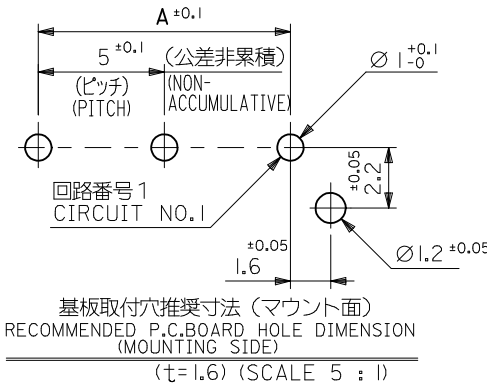 A ±0.1
5 ±0.1 (公差非累積)
(ピッチ) (NON-
(PITCH) ACCUMULATIVE)
∅ 1 +0.1 -0
回路番号1
CIRCUIT NO.1
2.2 ±0.05
±0.05
1.6
∅1.2 ±0.05
基板取付穴推奨寸法 (マウント面)
RECOMMENDED P.C.BOARD HOLE DIMENSION
(MOUNTING SIDE)
(t=1.6) (SCALE 5 : 1)